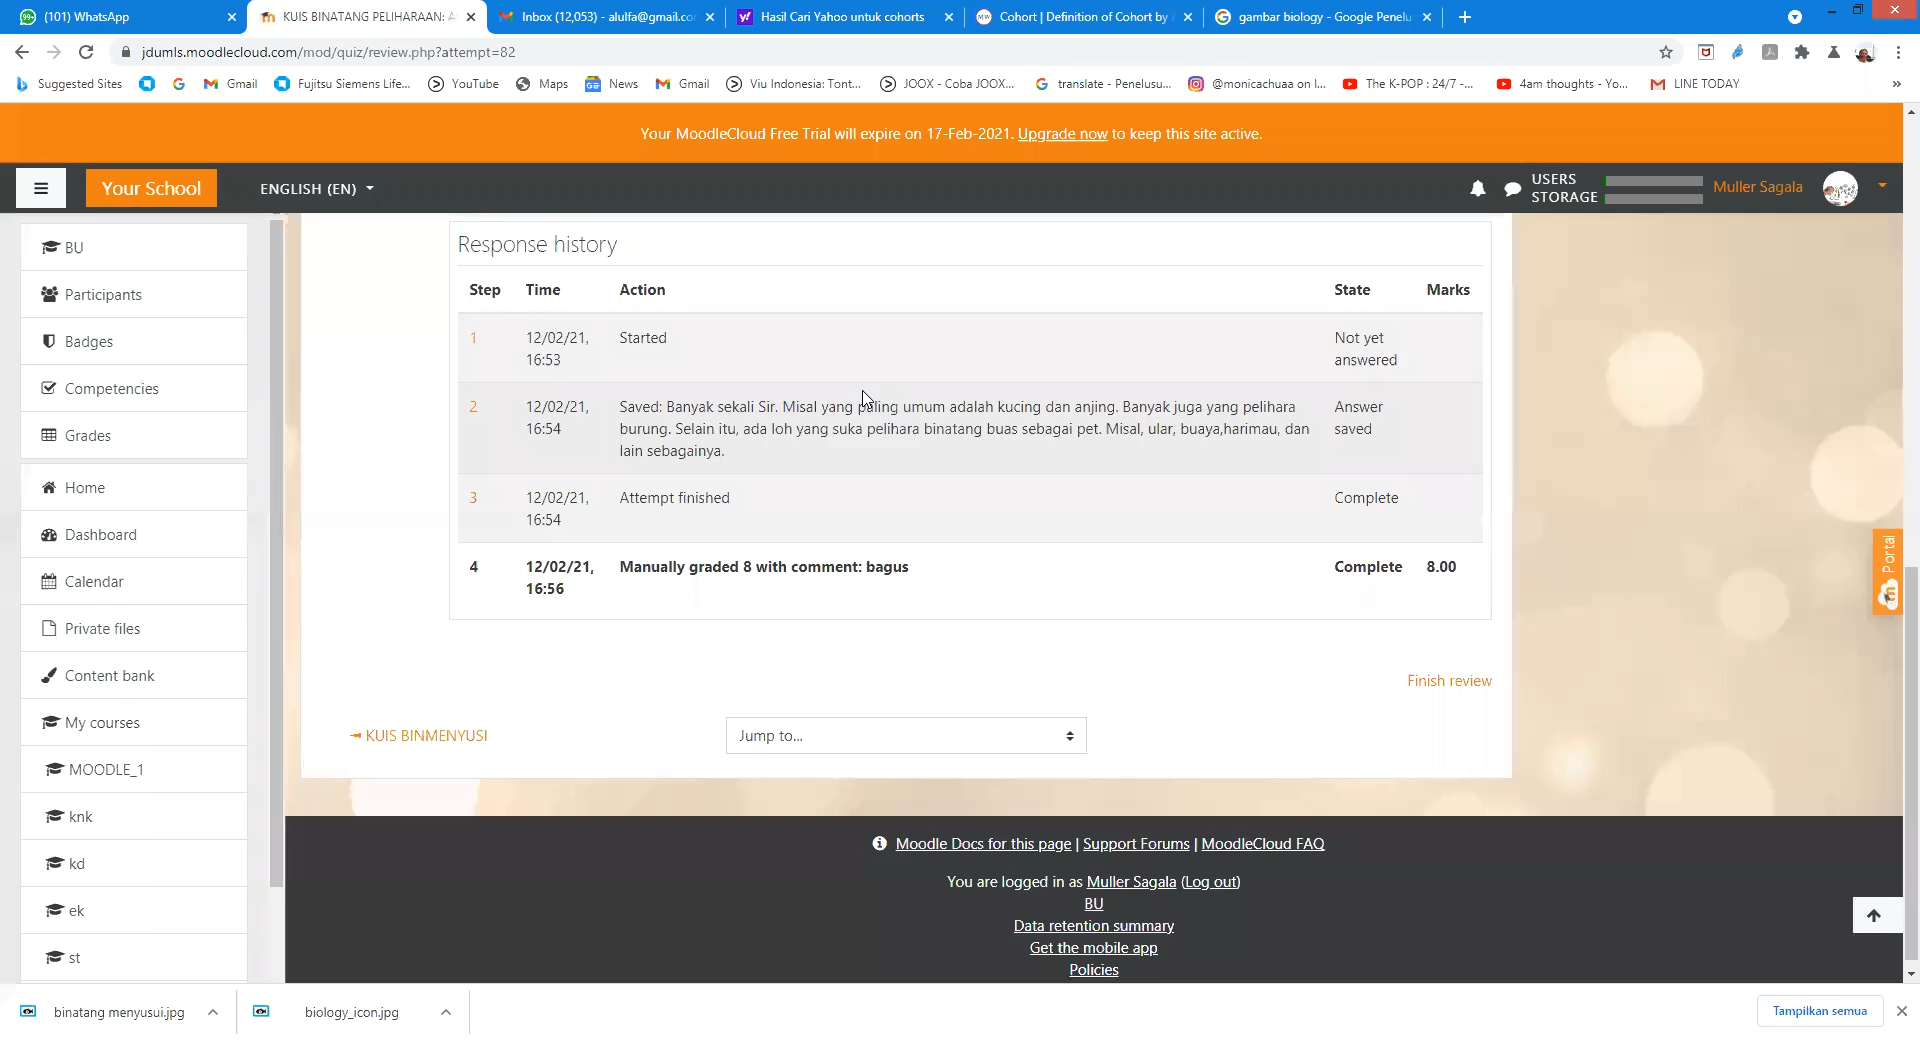 (101) WhatsApp
KUIS BINATANG PELIHARAAN: A
Inbox (12,053) - alulfa@gmail.co
Hasil Cari Yahoo untuk cohorts
Cohort | Definition of Cohort by
gambar biology - Google Penelu
jdumls.moodlecloud.com/mod/quiz/review.php?attempt=82
Suggested Sites
Gmail
Fujitsu Siemens Life...
YouTube
Maps
News
Gmail
Viu Indonesia: Tont...
JOOX - Coba JOOX...
translate - Penelusu...
@monicachuaa on I...
The K-POP : 24/7 -...
4am thoughts - Yo...
LINE TODAY
»
Your MoodleCloud Free Trial will expire on 17-Feb-2021. Upgrade now to keep this site active.
Your School
ENGLISH (EN)
USERS
STORAGE
Muller Sagala
BU
Participants
Badges
Competencies
Grades
Home
Dashboard
Calendar
Private files
Content bank
My courses
MOODLE_1
knk
kd
ek
st
Response history
Step Time Action State Marks
1 12/02/21, Started Not yet
16:53 answered
2 12/02/21, Saved: Banyak sekali Sir. Misal yang paling umum adalah kucing dan anjing. Banyak juga yang pelihara Answer
16:54 burung. Selain itu, ada loh yang suka pelihara binatang buas sebagai pet. Misal, ular, buaya,harimau, dan saved
lain sebagainya.
3 12/02/21, Attempt finished Complete
16:54
4 12/02/21, Manually graded 8 with comment: bagus Complete 8.00
16:56
Finish review
KUIS BINMENYUSI
Jump to...
Portal
Moodle Docs for this page | Support Forums | MoodleCloud FAQ
You are logged in as Muller Sagala (Log out)
BU
Data retention summary
Get the mobile app
Policies
binatang menyusui.jpg
biology_icon.jpg
Tampilkan semua